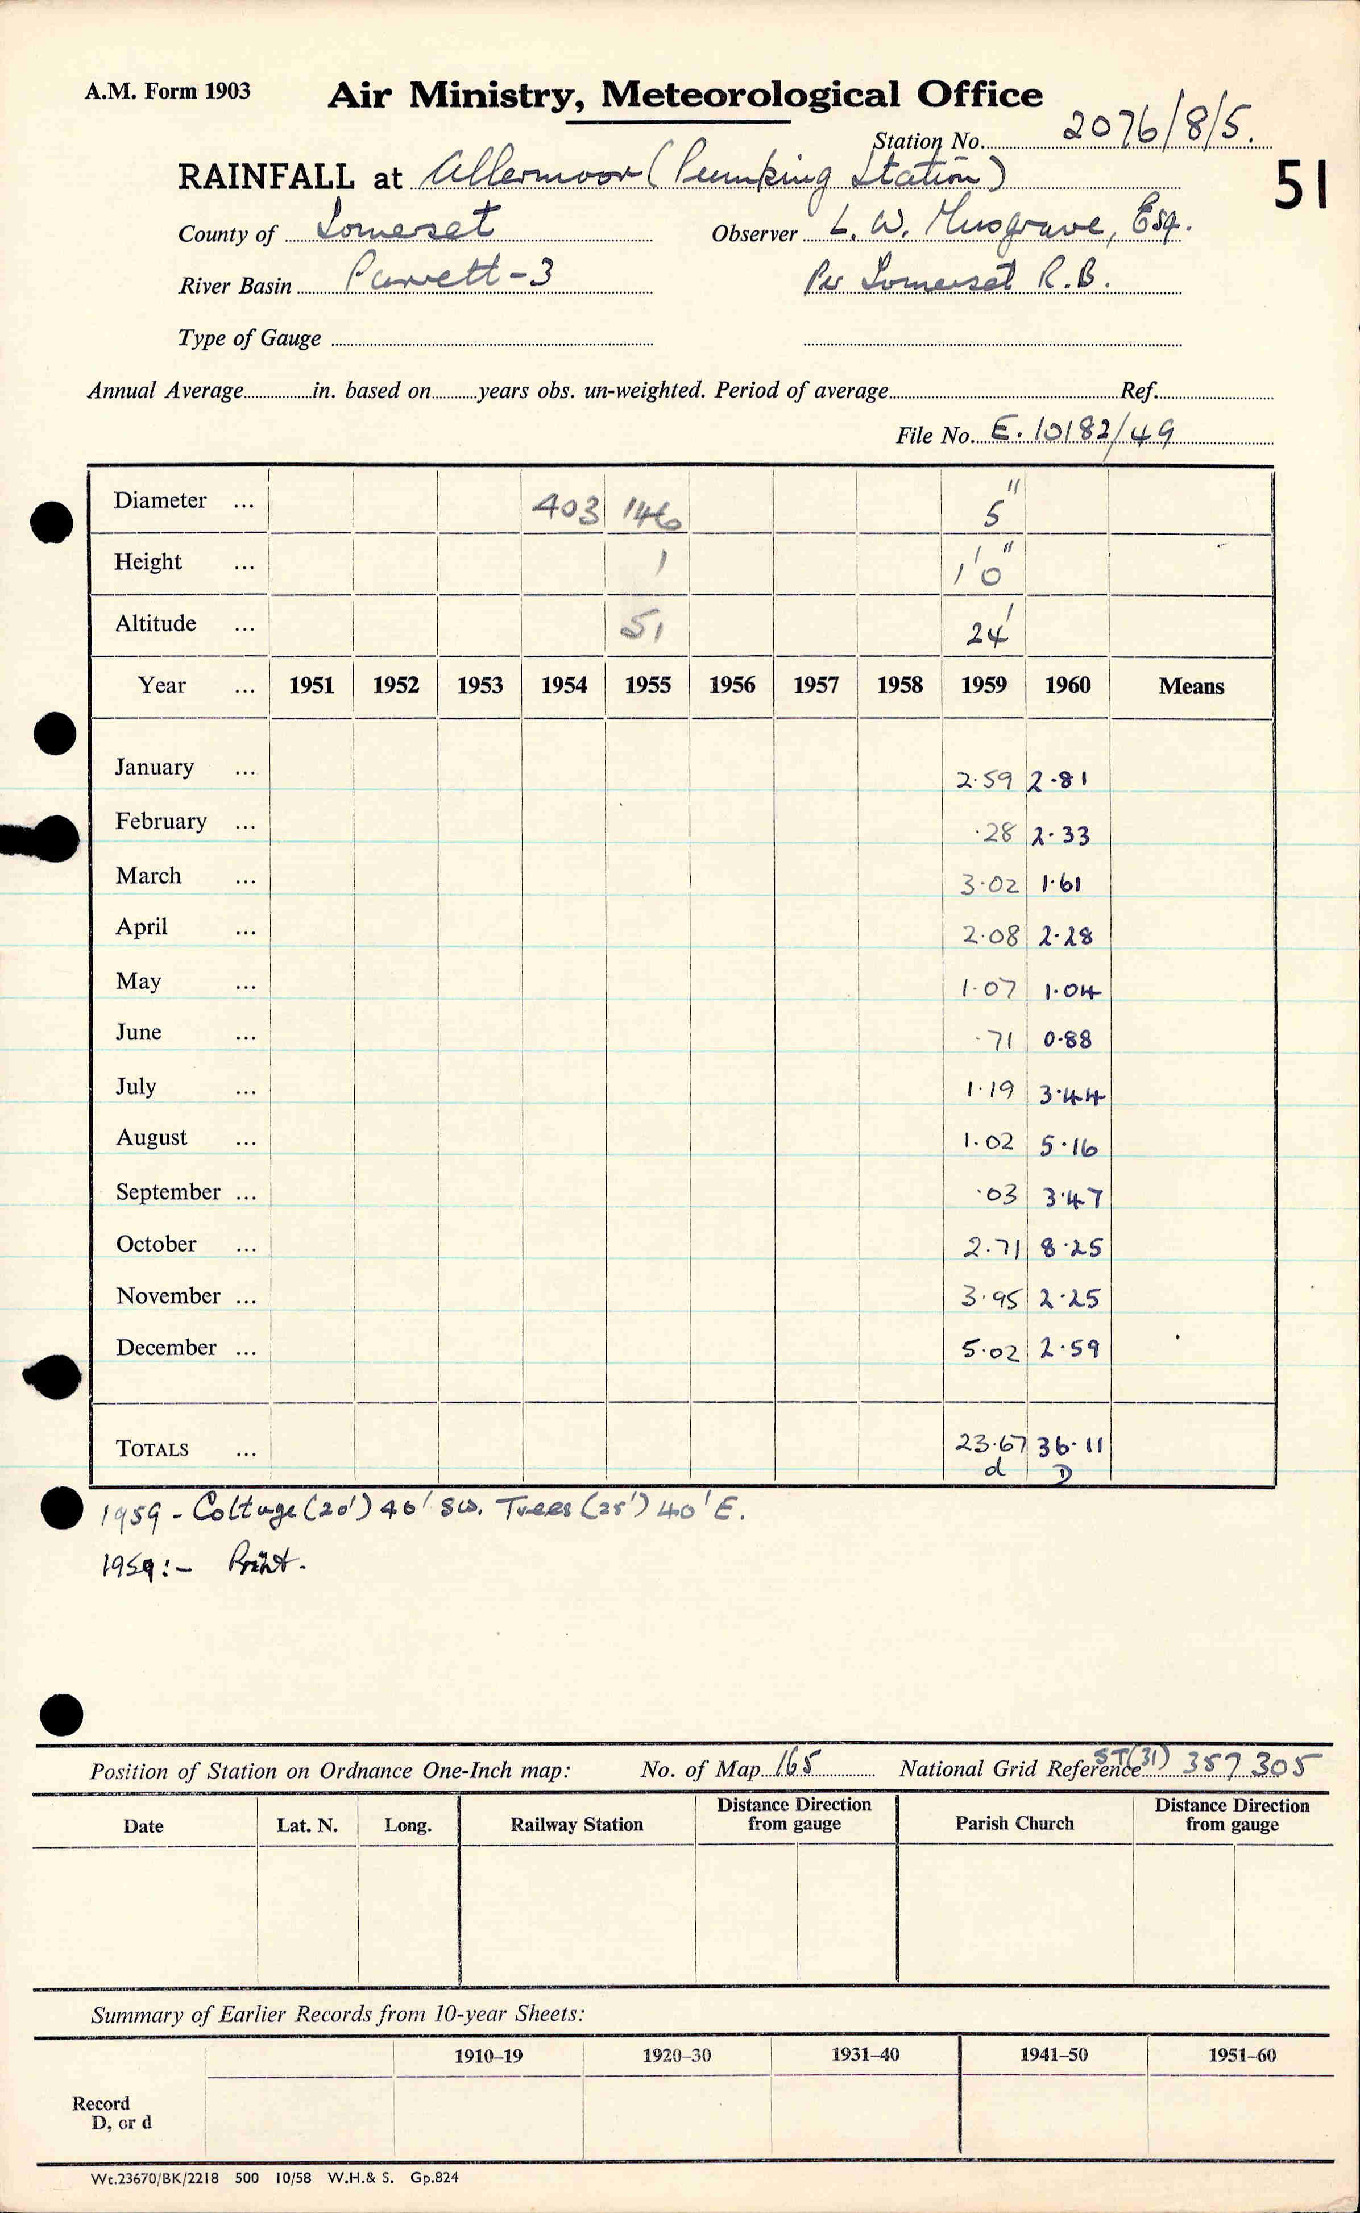 A.M. Form 1903 Air Ministry, Meteorological Office
Station No. 2076/8/5.
RAINFALL at Allermoor (Pumping Station)
51
County of Somerset Observer L. W. Musgrave, Esq.
River Basin Parrett-3 Per Somerset R.B.
Type of Gauge
Annual Average in. based on years obs. un-weighted. Period of average Ref.
File No. E. 10182/49
Diameter ... 403 146 5"
Height ... 1 1'0"
Altitude ... 51 24'
Year ... 1951 1952 1953 1954 1955 1956 1957 1958 1959 1960 Means
January ... 2.59 2.81
February ... .28 2.33
March ... 3.02 1.61
April ... 2.08 2.28
May ... 1.07 1.04
June ... .71 0.88
July ... 1.19 3.44
August ... 1.02 5.16
September ... .03 3.47
October ... 2.71 8.25
November ... 3.95 2.25
December ... 5.02 2.59
TOTALS ... 23.67 36.11
d D
1959 - Cottage (20') 40' SW. Trees (25') 40' E.
1959:- Print.
Position of Station on Ordnance One-Inch map: No. of Map 165 National Grid Reference ST(31) 357 305
Date Lat. N. Long. Railway Station Distance Direction from gauge Parish Church Distance Direction from gauge
Summary of Earlier Records from 10-year Sheets:
1910–19 1920–30 1931–40 1941–50 1951–60
Record
D, or d
Wt.23670/BK/2218 500 10/58 W.H.& S. Gp.824